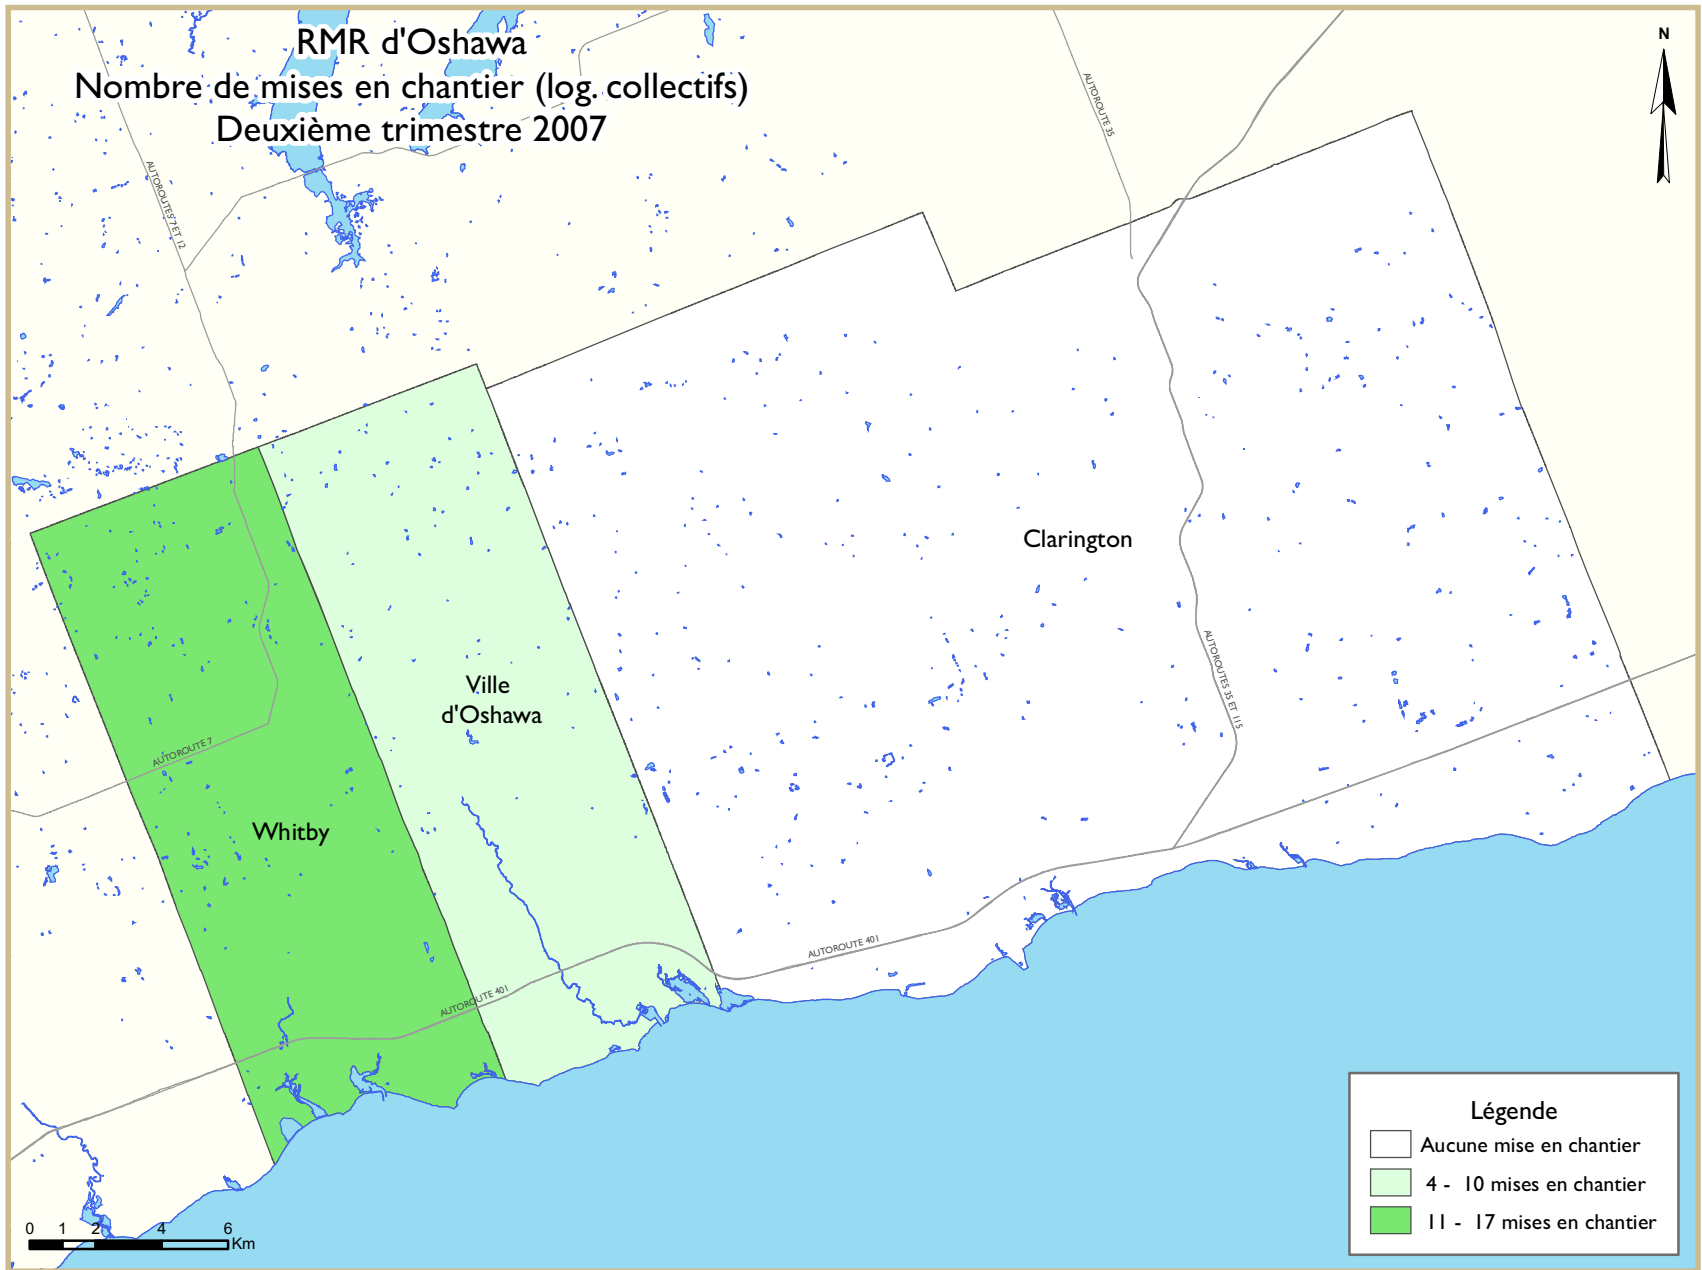 RMR d'Oshawa
Nombre de mises en chantier (log. collectifs)
Deuxième trimestre 2007
N
AUTOROUTE 35
AUTOROUTES 7 ET 12
Clarington
AUTOROUTES 35 ET 115
Ville
d'Oshawa
AUTOROUTE 7
Whitby
AUTOROUTE 401
AUTOROUTE 401
Légende
Aucune mise en chantier
4 - 10 mises en chantier
11 - 17 mises en chantier
0 1 2 4 6
Km